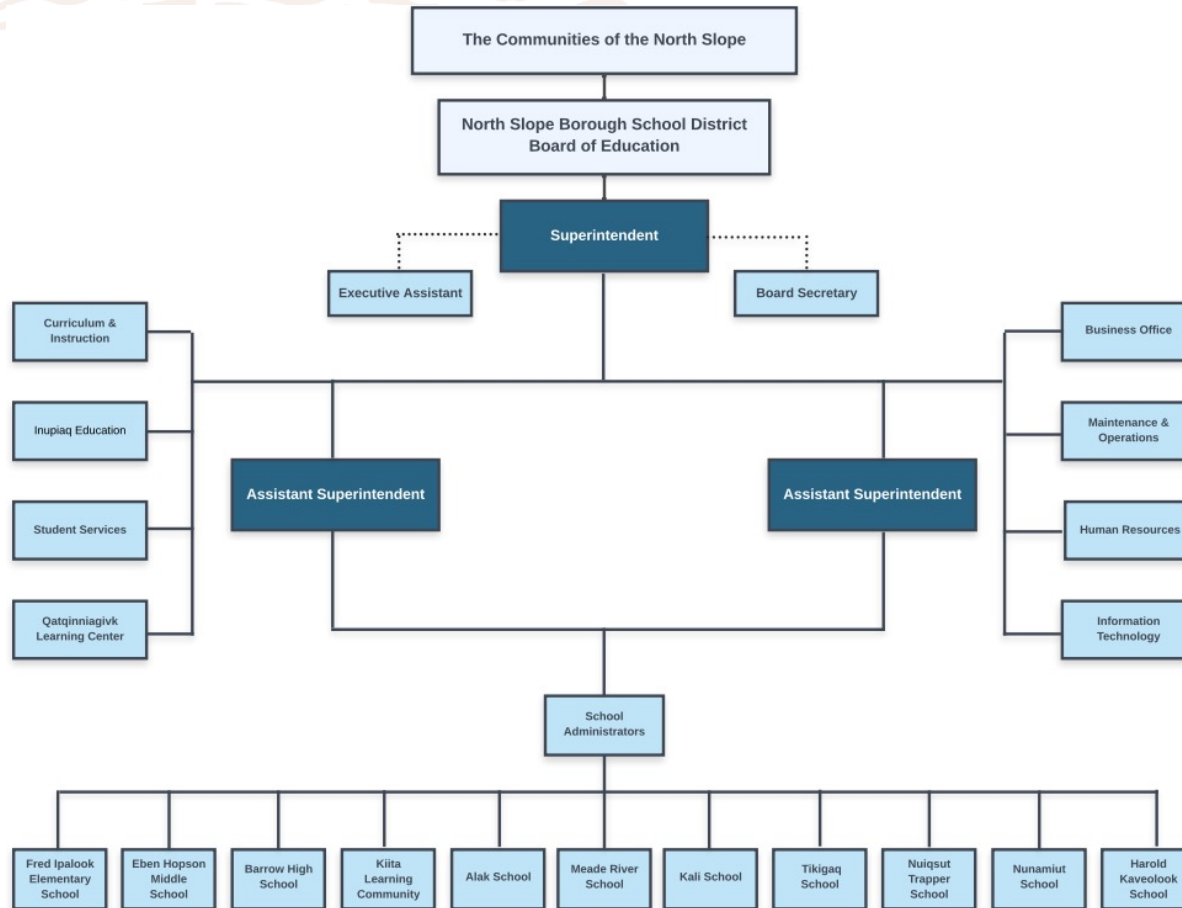 The Communities of the North Slope
North Slope Borough School District
Board of Education
Superintendent
Executive Assistant
Board Secretary
Curriculum &
Instruction
Business Office
Inupiaq Education
Maintenance &
Operations
Assistant Superintendent
Assistant Superintendent
Student Services
Human Resources
Qatqinniagivk
Learning Center
Information
Technology
School
Administrators
Fred Ipalook
Elementary
School
Eben Hopson
Middle
School
Barrow High
School
Kiita
Learning
Community
Alak School
Meade River
School
Kali School
Tikigaq
School
Nuiqsut
Trapper
School
Nunamiut
School
Harold
Kaveolook
School